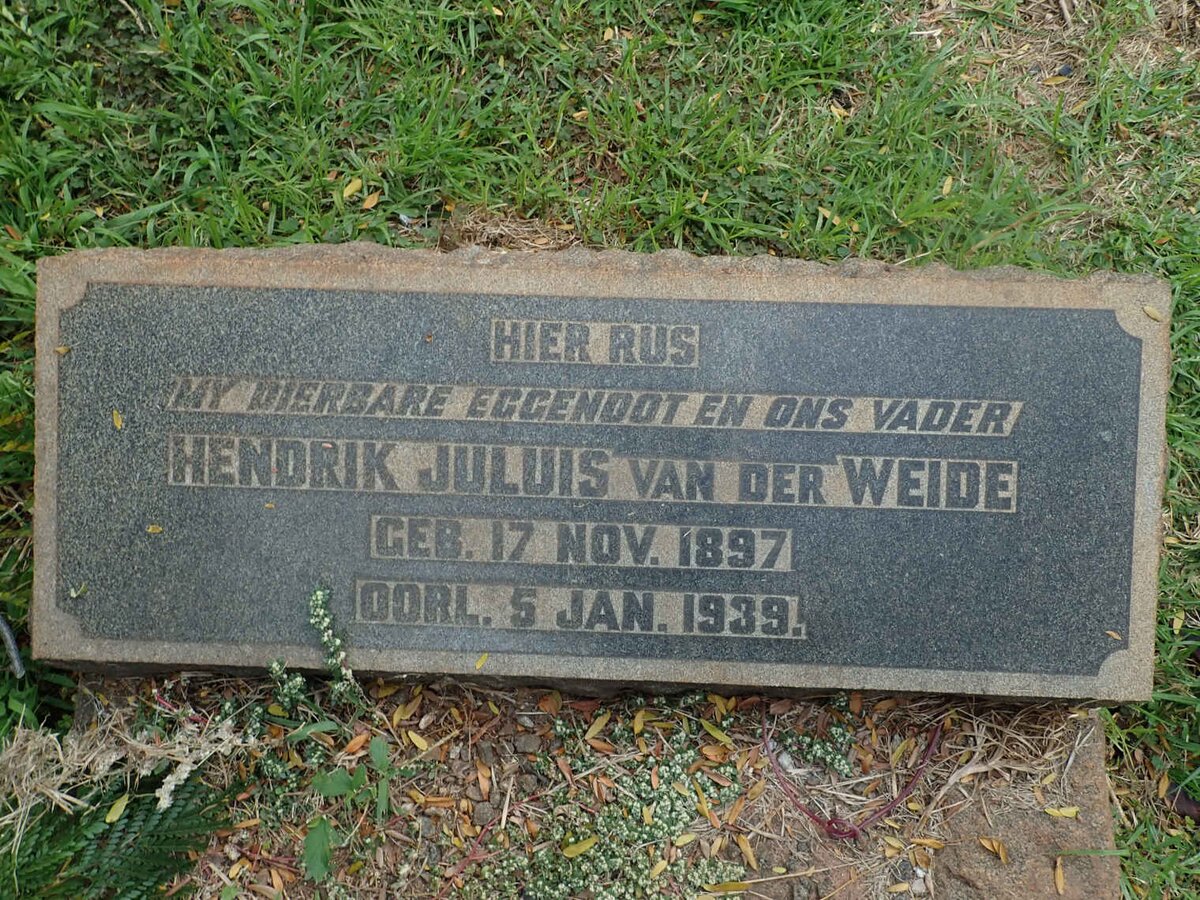 HIER RUS
MY DIERBARE EGGENOOT EN ONS VADER
HENDRIK JULUIS VAN DER WEIDE
GEB. 17 NOV. 1897
OORL. 5 JAN. 1939.